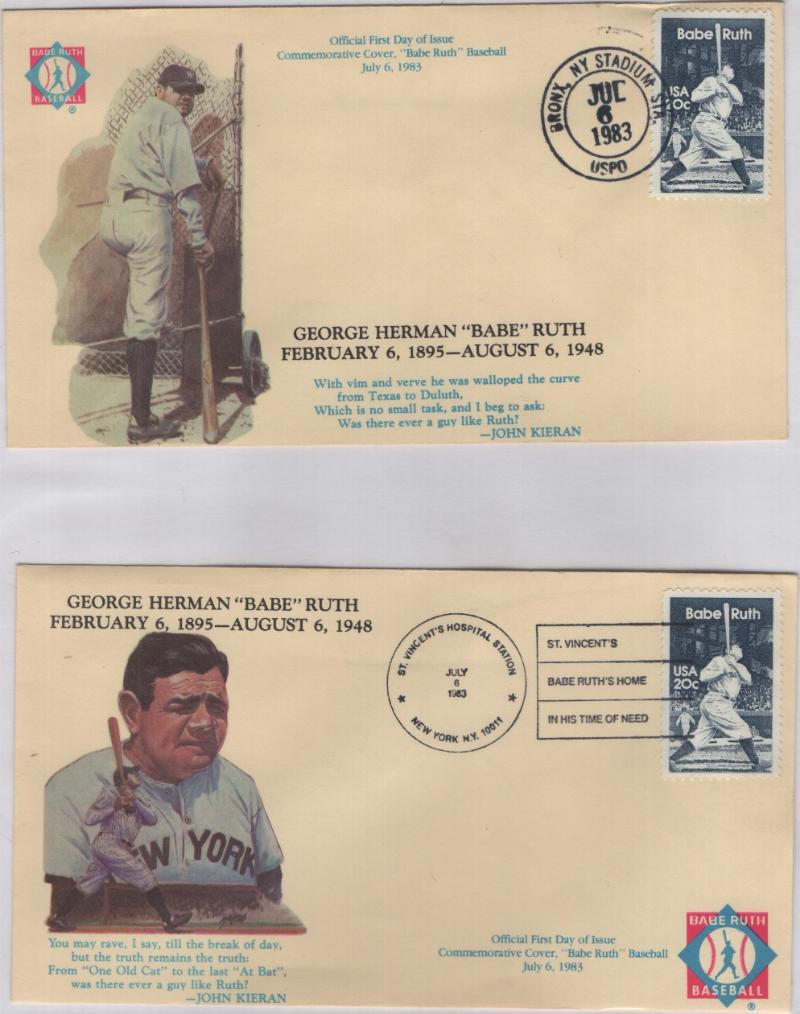 BABE RUTH
BASEBALL
®
Official First Day of Issue
Commemorative Cover, "Babe Ruth" Baseball
July 6, 1983
BRONX, NY STADIUM STA.
JUL
6
1983
USPO
Babe Ruth
USA
20c
GEORGE HERMAN "BABE" RUTH
FEBRUARY 6, 1895—AUGUST 6, 1948
With vim and verve he was walloped the curve
from Texas to Duluth,
Which is no small task, and I beg to ask:
Was there ever a guy like Ruth?
—JOHN KIERAN
GEORGE HERMAN "BABE" RUTH
FEBRUARY 6, 1895—AUGUST 6, 1948
ST. VINCENT'S HOSPITAL STATION
JULY
6
1983
NEW YORK N.Y. 10011
ST. VINCENT'S
BABE RUTH'S HOME
IN HIS TIME OF NEED
Babe Ruth
USA
20c
EW YORK
You may rave, I say, till the break of day,
but the truth remains the truth:
From "One Old Cat" to the last "At Bat",
was there ever a guy like Ruth?
—JOHN KIERAN
Official First Day of Issue
Commemorative Cover, "Babe Ruth" Baseball
July 6, 1983
BABE RUTH
BASEBALL
®